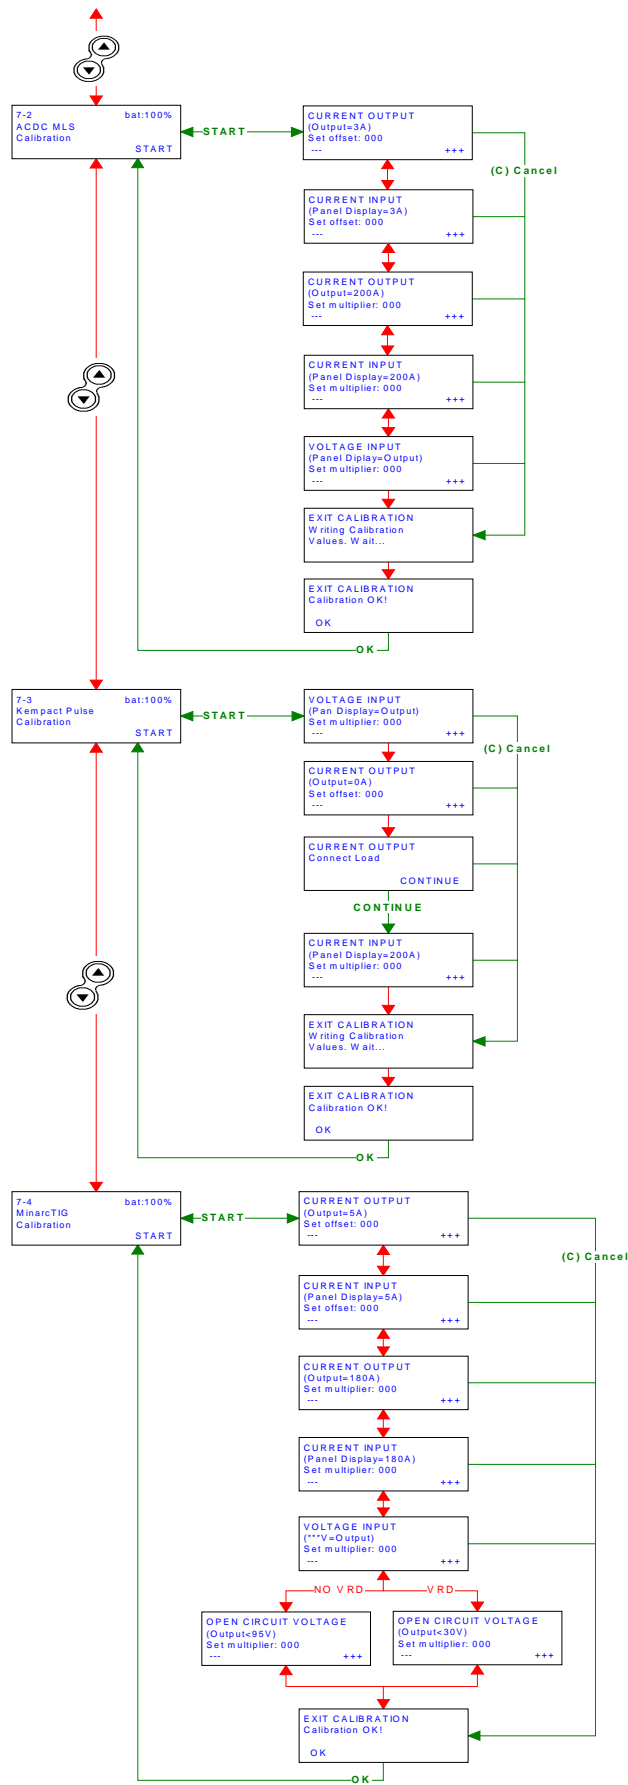 7-2 bat:100%
ACDC MLS
Calibration
START
START
CURRENT OUTPUT
(Output=3A)
Set offset: 000
--- +++
(C) Cancel
CURRENT INPUT
(Panel Display=3A)
Set offset: 000
--- +++
CURRENT OUTPUT
(Output=200A)
Set multiplier: 000
--- +++
CURRENT INPUT
(Panel Display=200A)
Set multiplier: 000
--- +++
VOLTAGE INPUT
(Panel Diplay=Output)
Set multiplier: 000
--- +++
EXIT CALIBRATION
Writing Calibration
Values. Wait...
EXIT CALIBRATION
Calibration OK!
OK
OK
7-3 bat:100%
Kempact Pulse
Calibration
START
START
VOLTAGE INPUT
(Pan Display=Output)
Set multiplier: 000
--- +++
(C) Cancel
CURRENT OUTPUT
(Output=0A)
Set offset: 000
--- +++
CURRENT OUTPUT
Connect Load
CONTINUE
CONTINUE
CURRENT INPUT
(Panel Display=200A)
Set multiplier: 000
--- +++
EXIT CALIBRATION
Writing Calibration
Values. Wait...
EXIT CALIBRATION
Calibration OK!
OK
OK
7-4 bat:100%
MinarcTIG
Calibration
START
START
CURRENT OUTPUT
(Output=5A)
Set offset: 000
--- +++
(C) Cancel
CURRENT INPUT
(Panel Display=5A)
Set offset: 000
--- +++
CURRENT OUTPUT
(Output=180A)
Set multiplier: 000
--- +++
CURRENT INPUT
(Panel Display=180A)
Set multiplier: 000
--- +++
VOLTAGE INPUT
(***V=Output)
Set multiplier: 000
--- +++
NO VRD
VRD
OPEN CIRCUIT VOLTAGE
(Output<95V)
Set multiplier: 000
--- +++
OPEN CIRCUIT VOLTAGE
(Output<30V)
Set multiplier: 000
--- +++
EXIT CALIBRATION
Calibration OK!
OK
OK